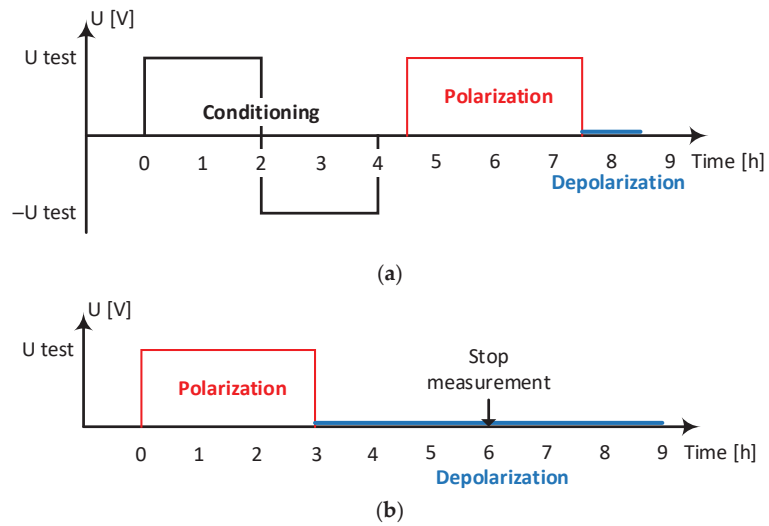 U [V]
U test
Conditioning
Polarization
0 1 2 3 4 5 6 7 8 9 Time [h]
Depolarization
−U test
(a)
U [V]
U test
Stop
measurement
Polarization
0 1 2 3 4 5 6 7 8 9 Time [h]
Depolarization
(b)